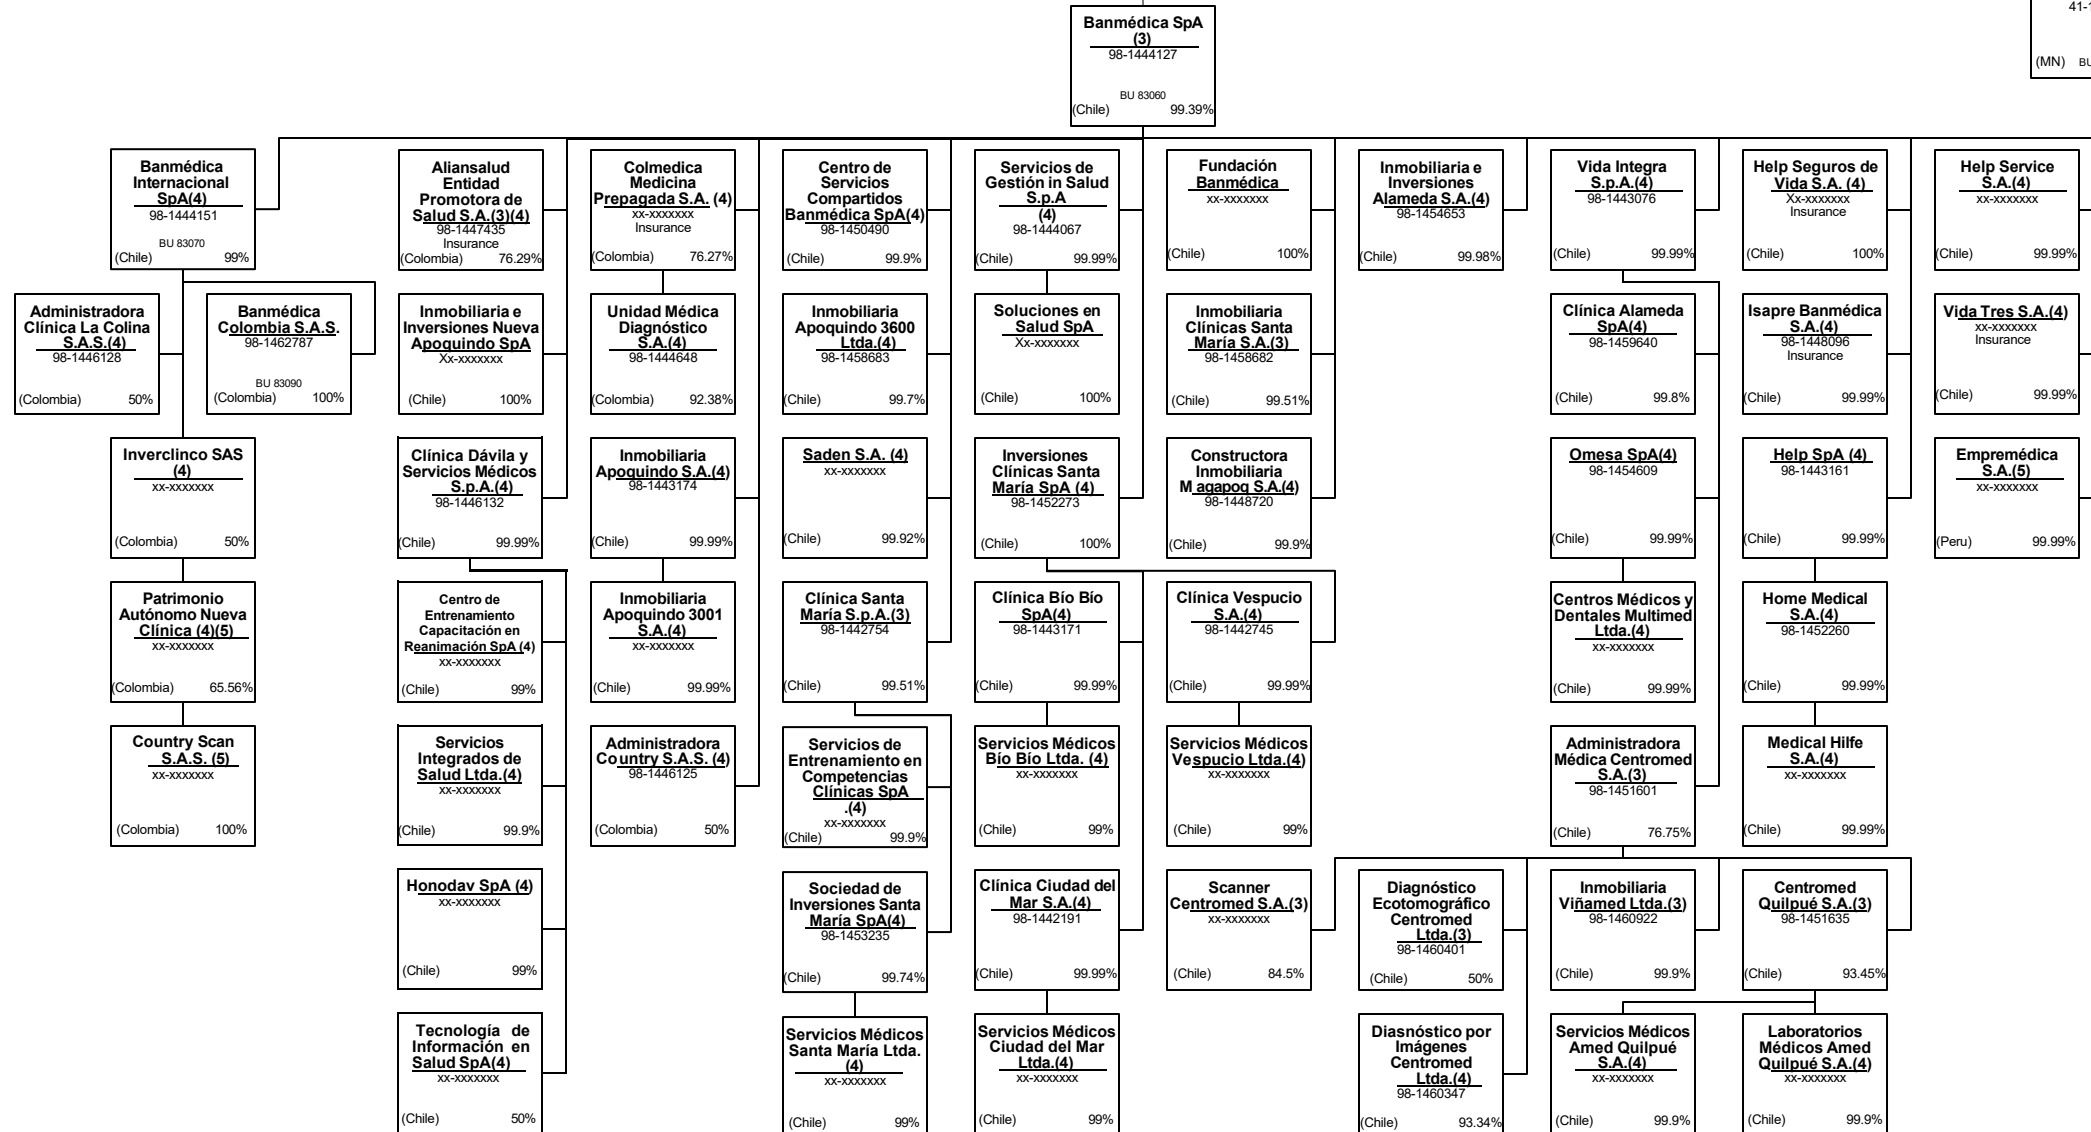 Banmédica SpA
(3)
98-1444127
BU 83060
(Chile) 99.39%
41-1
(MN) BU
Banmédica
Internacional
SpA(4)
98-1444151
BU 83070
(Chile) 99%
Aliansalud
Entidad
Promotora de
Salud S.A.(3)(4)
98-1447435
Insurance
(Colombia) 76.29%
Colmedica
Medicina
Prepagada S.A. (4)
xx-xxxxxxx
Insurance
(Colombia) 76.27%
Centro de
Servicios
Compartidos
Banmédica SpA(4)
98-1450490
(Chile) 99.9%
Servicios de
Gestión in Salud
S.p.A
(4)
98-1444067
(Chile) 99.99%
Fundación
Banmédica
xx-xxxxxxx
(Chile) 100%
Inmobiliaria e
Inversiones
Alameda S.A.(4)
98-1454653
(Chile) 99.98%
Vida Integra
S.p.A.(4)
98-1443076
(Chile) 99.99%
Help Seguros de
Vida S.A. (4)
Xx-xxxxxxx
Insurance
(Chile) 100%
Help Service
S.A.(4)
xx-xxxxxxx
(Chile) 99.99%
Administradora
Clínica La Colina
S.A.S.(4)
98-1446128
(Colombia) 50%
Banmédica
Colombia S.A.S.
98-1462787
BU 83090
(Colombia) 100%
Inmobiliaria e
Inversiones Nueva
Apoquindo SpA
Xx-xxxxxxx
(Chile) 100%
Unidad Médica
Diagnóstico
S.A.(4)
98-1444648
(Colombia) 92.38%
Inmobiliaria
Apoquindo 3600
Ltda.(4)
98-1458683
(Chile) 99.7%
Soluciones en
Salud SpA
Xx-xxxxxxx
(Chile) 100%
Inmobiliaria
Clínicas Santa
María S.A.(3)
98-1458682
(Chile) 99.51%
Clínica Alameda
SpA(4)
98-1459640
(Chile) 99.8%
Isapre Banmédica
S.A.(4)
98-1448096
Insurance
(Chile) 99.99%
Vida Tres S.A.(4)
xx-xxxxxxx
Insurance
(Chile) 99.99%
Inverclinco SAS
(4)
xx-xxxxxxx
(Colombia) 50%
Clínica Dávila y
Servicios Médicos
S.p.A.(4)
98-1446132
(Chile) 99.99%
Inmobiliaria
Apoquindo S.A.(4)
98-1443174
(Chile) 99.99%
Saden S.A. (4)
xx-xxxxxxx
(Chile) 99.92%
Inversiones
Clínicas Santa
María SpA (4)
98-1452273
(Chile) 100%
Constructora
Inmobiliaria
M agapoq S.A.(4)
98-1448720
(Chile) 99.9%
Omesa SpA(4)
98-1454609
(Chile) 99.99%
Help SpA (4)
98-1443161
(Chile) 99.99%
Empremédica
S.A.(5)
xx-xxxxxxx
(Peru) 99.99%
Patrimonio
Autónomo Nueva
Clínica (4)(5)
xx-xxxxxxx
(Colombia) 65.56%
Centro de
Entrenamiento
Capacitación en
Reanimación SpA (4)
xx-xxxxxxx
(Chile) 99%
Inmobiliaria
Apoquindo 3001
S.A.(4)
xx-xxxxxxx
(Chile) 99.99%
Clínica Santa
María S.p.A.(3)
98-1442754
(Chile) 99.51%
Clínica Bío Bío
SpA(4)
98-1443171
(Chile) 99.99%
Clínica Vespucio
S.A.(4)
98-1442745
(Chile) 99.99%
Centros Médicos y
Dentales Multimed
Ltda.(4)
xx-xxxxxxx
(Chile) 99.99%
Home Medical
S.A.(4)
98-1452260
(Chile) 99.99%
Country Scan
S.A.S. (5)
xx-xxxxxxx
(Colombia) 100%
Servicios
Integrados de
Salud Ltda.(4)
xx-xxxxxxx
(Chile) 99.9%
Administradora
Country S.A.S. (4)
98-1446125
(Colombia) 50%
Servicios de
Entrenamiento en
Competencias
Clínicas SpA
.(4)
xx-xxxxxxx
(Chile) 99.9%
Servicios Médicos
Bío Bío Ltda. (4)
xx-xxxxxxx
(Chile) 99%
Servicios Médicos
Vespucio Ltda.(4)
xx-xxxxxxx
(Chile) 99%
Administradora
Médica Centromed
S.A.(3)
98-1451601
(Chile) 76.75%
Medical Hilfe
S.A.(4)
xx-xxxxxxx
(Chile) 99.99%
Honodav SpA (4)
xx-xxxxxxx
(Chile) 99%
Sociedad de
Inversiones Santa
María SpA(4)
98-1453235
(Chile) 99.74%
Clínica Ciudad del
Mar S.A.(4)
98-1442191
(Chile) 99.99%
Scanner
Centromed S.A.(3)
xx-xxxxxxx
(Chile) 84.5%
Diagnóstico
Ecotomográfico
Centromed
Ltda.(3)
98-1460401
(Chile) 50%
Inmobiliaria
Viñamed Ltda.(3)
98-1460922
(Chile) 99.9%
Centromed
Quilpué S.A.(3)
98-1451635
(Chile) 93.45%
Tecnología de
Información en
Salud SpA(4)
xx-xxxxxxx
(Chile) 50%
Servicios Médicos
Santa María Ltda.
(4)
xx-xxxxxxx
(Chile) 99%
Servicios Médicos
Ciudad del Mar
Ltda.(4)
xx-xxxxxxx
(Chile) 99%
Diasnóstico por
Imágenes
Centromed
Ltda.(4)
98-1460347
(Chile) 93.34%
Servicios Médicos
Amed Quilpué
S.A.(4)
xx-xxxxxxx
(Chile) 99.9%
Laboratorios
Médicos Amed
Quilpué S.A.(4)
xx-xxxxxxx
(Chile) 99.9%